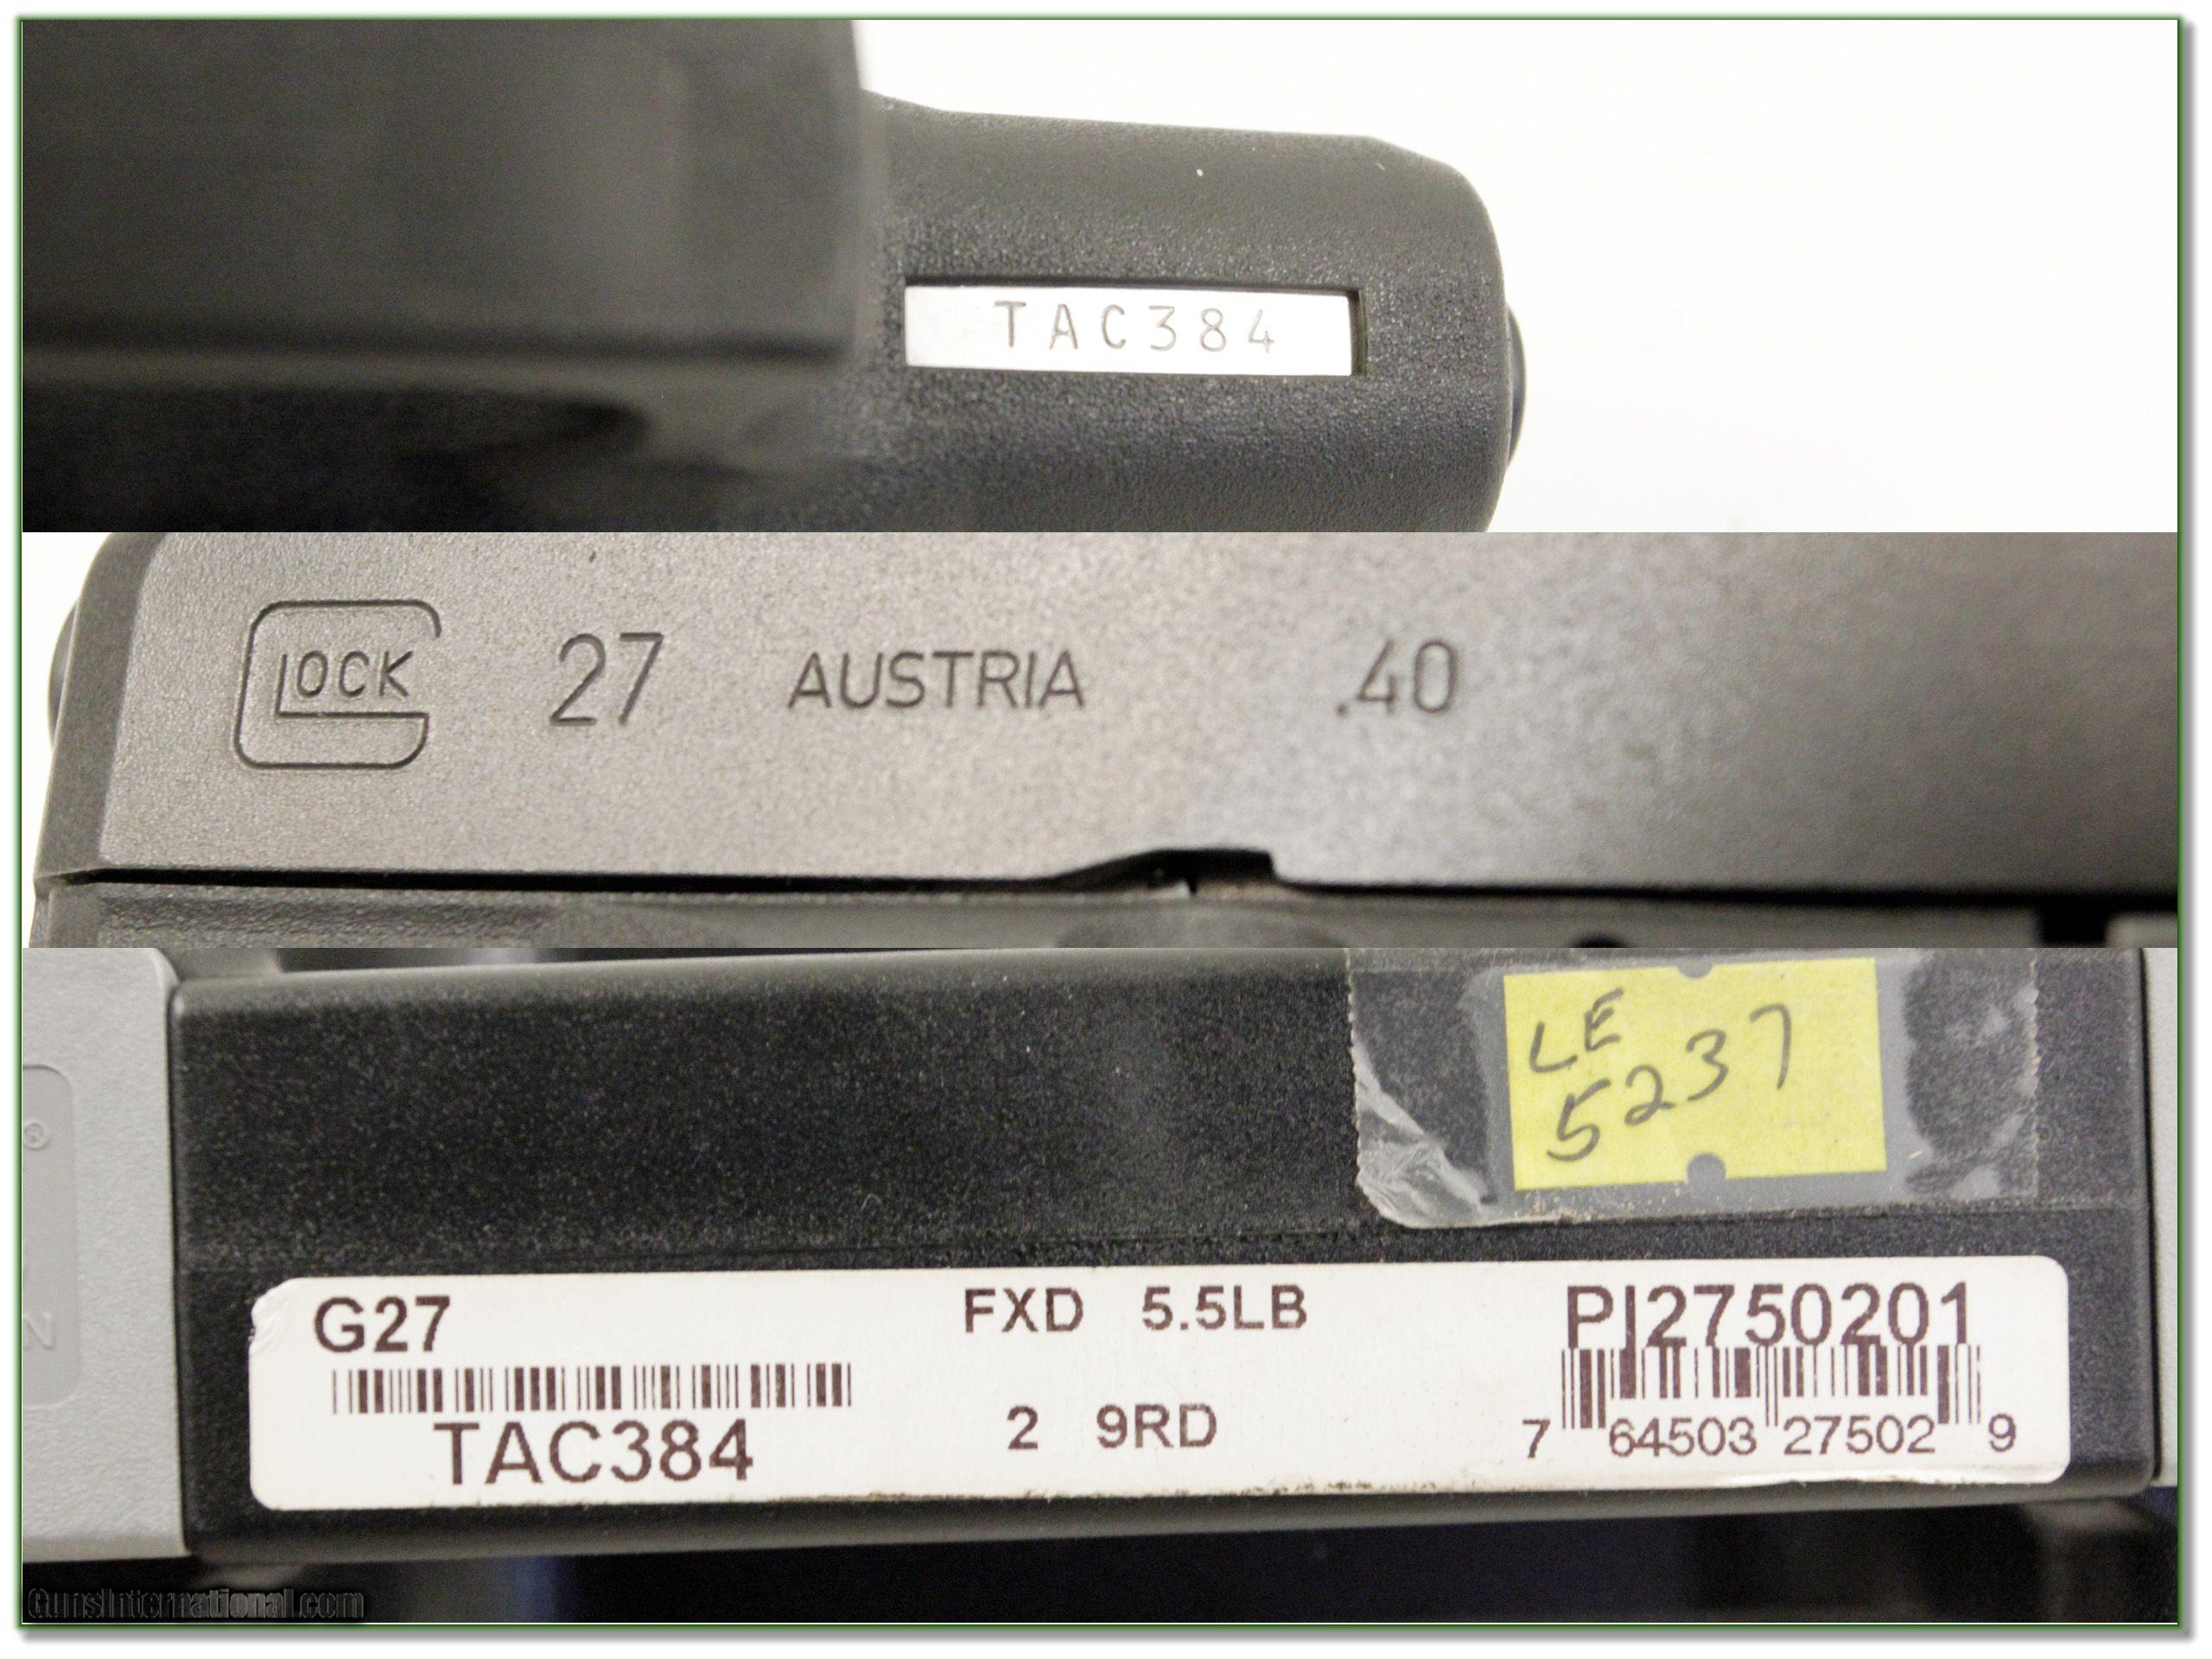 TAC384
GLOCK 27 AUSTRIA .40
LE
5237
®
N
G27 FXD 5.5LB PI2750201
TAC384 2 9RD 7 64503 27502 9
GunsInternational.com